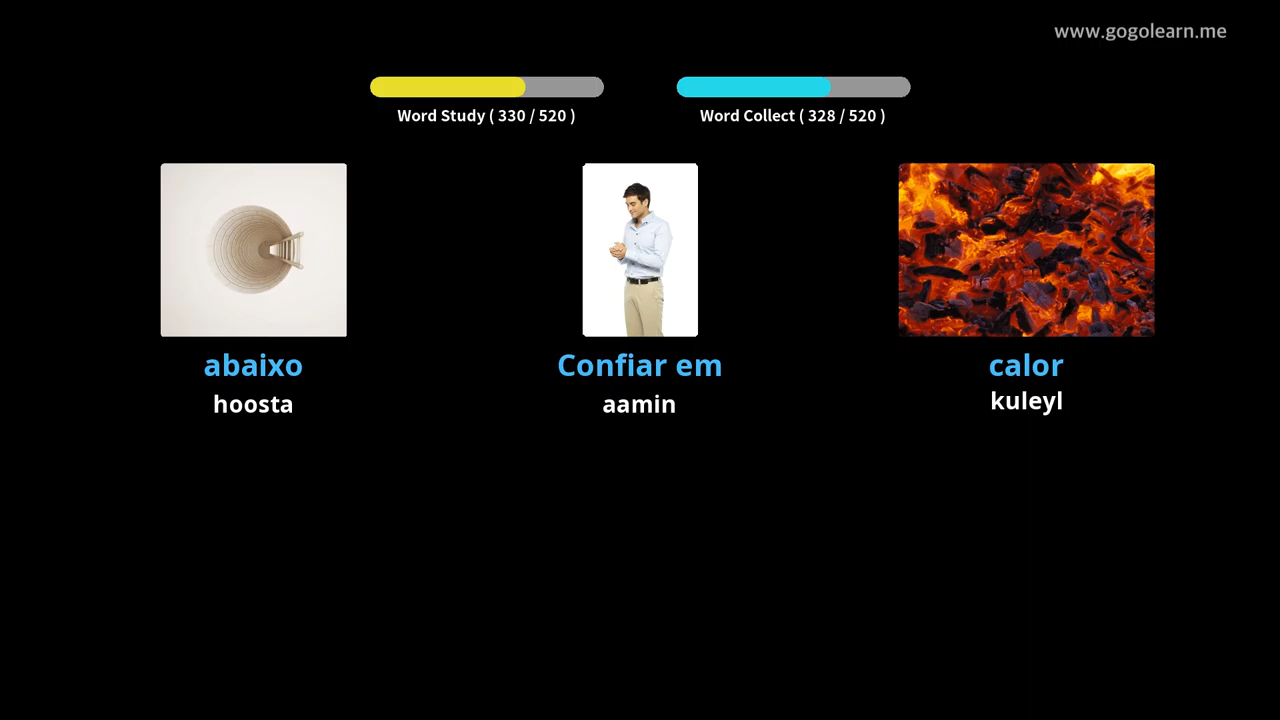 www.gogolearn.me
Word Study ( 330 / 520 )
Word Collect ( 328 / 520 )
abaixo
hoosta
Confiar em
aamin
calor
kuleyl